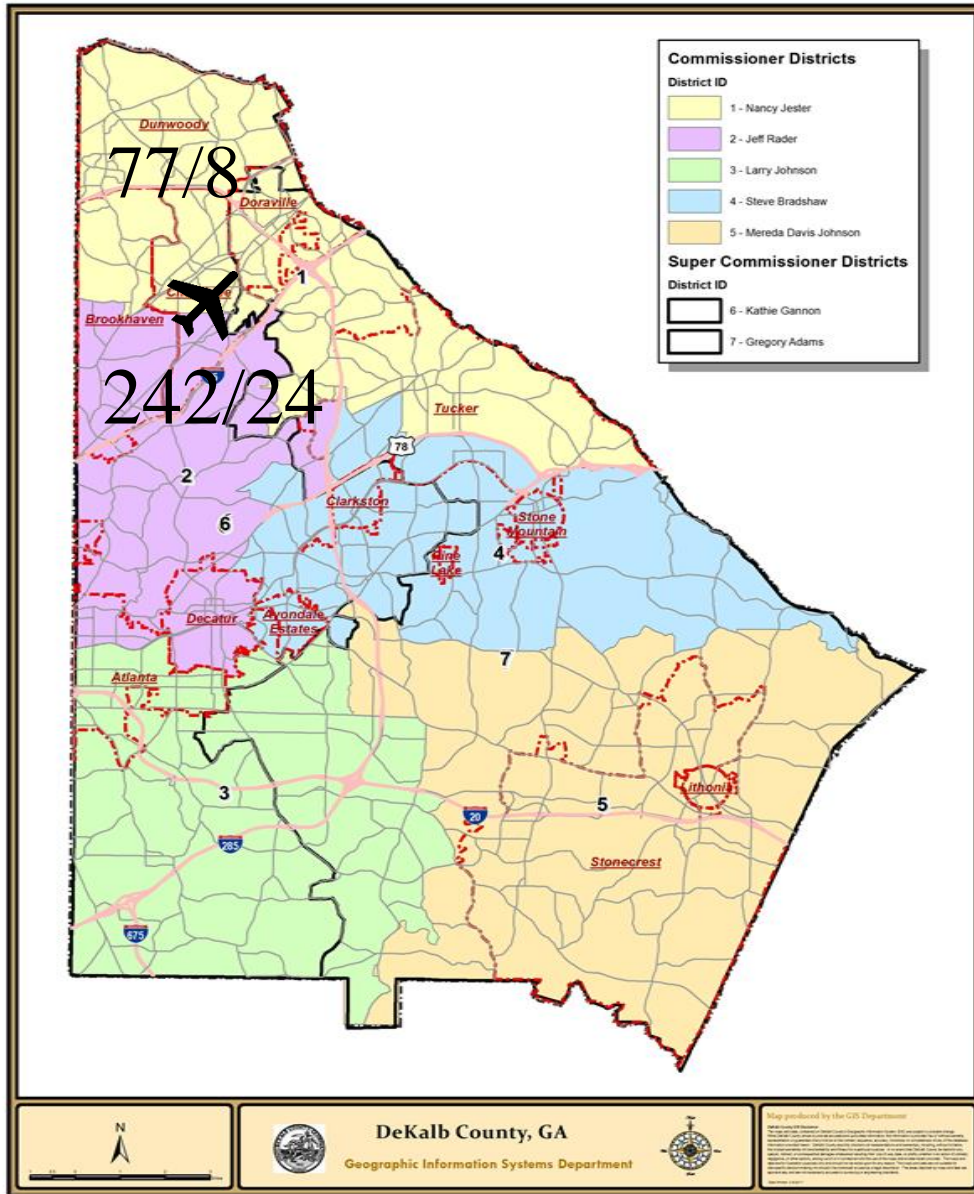 Commissioner Districts
District ID
1 - Nancy Jester
2 - Jeff Rader
3 - Larry Johnson
4 - Steve Bradshaw
5 - Mereda Davis Johnson
Super Commissioner Districts
District ID
6 - Kathie Gannon
7 - Gregory Adams
Dunwoody
77/8
Doraville
1
Brookhaven
242/24
Tucker
78
2
Clarkston
6
Stone
Mountain
4
Lake
Decatur
Avondale
Estates
7
Atlanta
3
5
20
285
Stonecrest
675
N
DeKalb County, GA
Geographic Information Systems Department
Map produced by the GIS Department